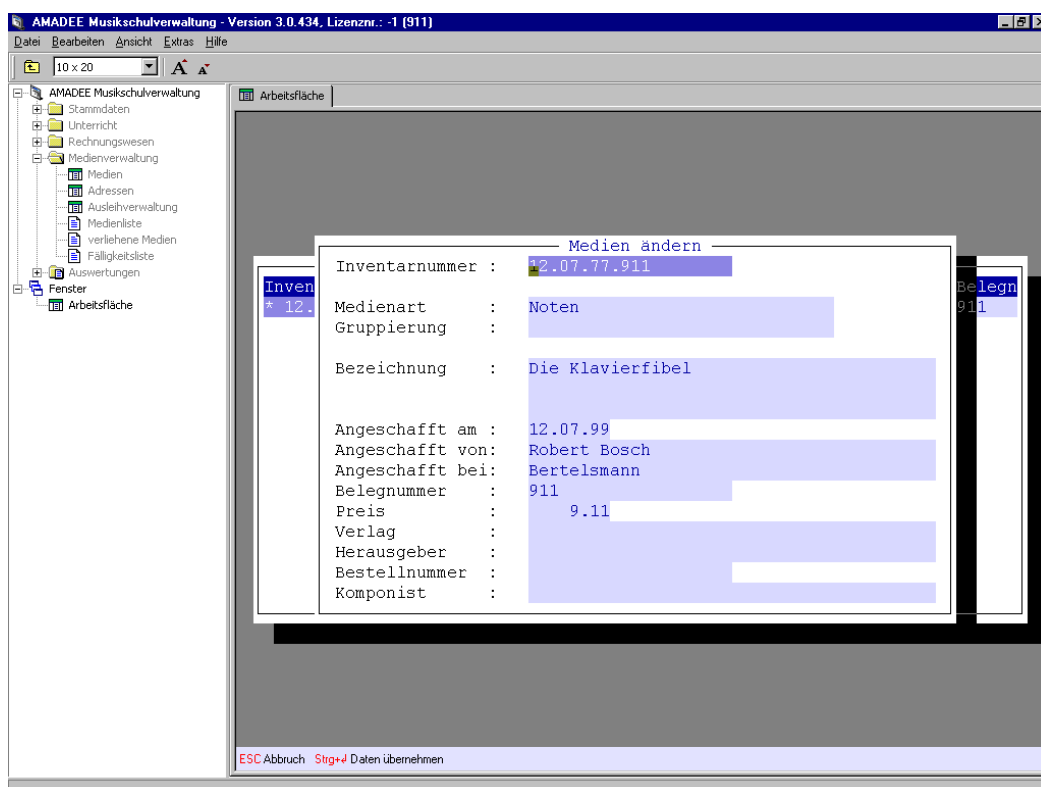 AMADEE Musikschulverwaltung - Version 3.0.434, Lizenznr.: -1 (911)
Datei Bearbeiten Ansicht Extras Hilfe
10 x 20
AMADEE Musikschulverwaltung
Stammdaten
Unterricht
Rechnungswesen
Medienverwaltung
Medien
Adressen
Ausleihverwaltung
Medienliste
verliehene Medien
Fälligkeitsliste
Auswertungen
Fenster
Arbeitsfläche
Arbeitsfläche
Inven
* 12.
Belegn
911
Medien ändern
Inventarnummer : 12.07.77.911
Medienart : Noten
Gruppierung :
Bezeichnung : Die Klavierfibel
Angeschafft am : 12.07.99
Angeschafft von: Robert Bosch
Angeschafft bei: Bertelsmann
Belegnummer : 911
Preis : 9.11
Verlag :
Herausgeber :
Bestellnummer :
Komponist :
ESC Abbruch Strg+↲ Daten übernehmen